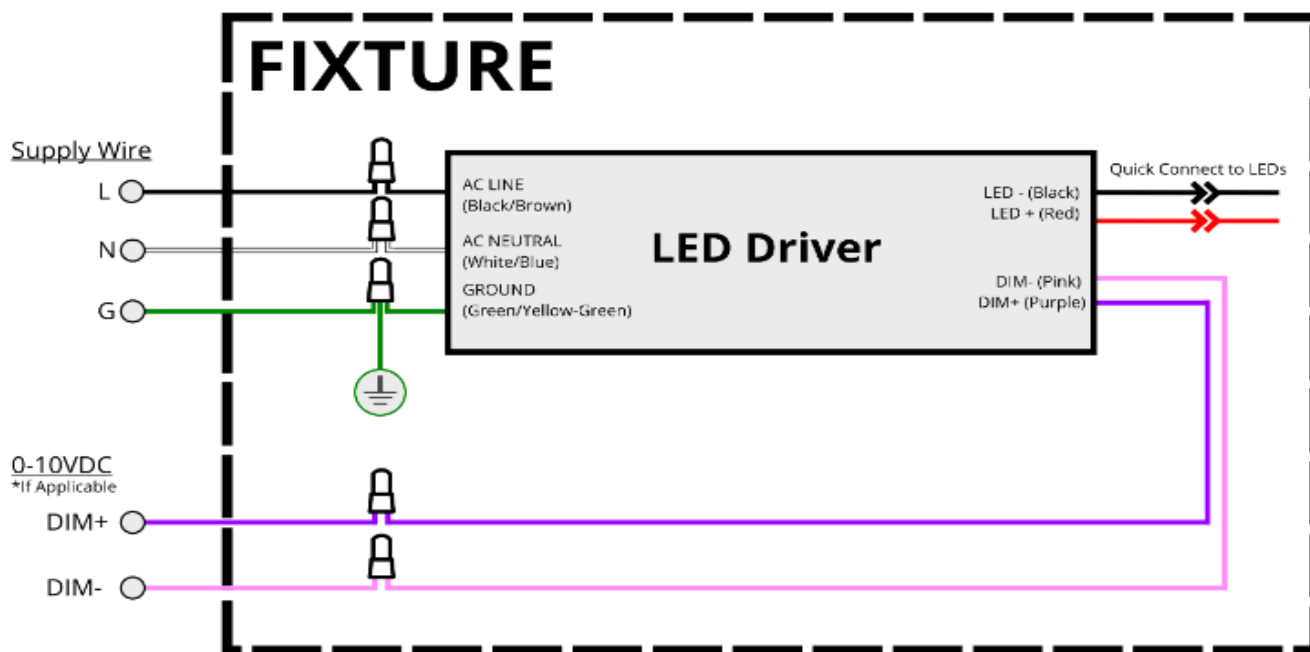 FIXTURE
Supply Wire
L
N
G
AC LINE
(Black/Brown)
AC NEUTRAL
(White/Blue)
GROUND
(Green/Yellow-Green)
LED Driver
LED - (Black)
LED + (Red)
DIM- (Pink)
DIM+ (Purple)
Quick Connect to LEDs
0-10VDC
*If Applicable
DIM+
DIM-